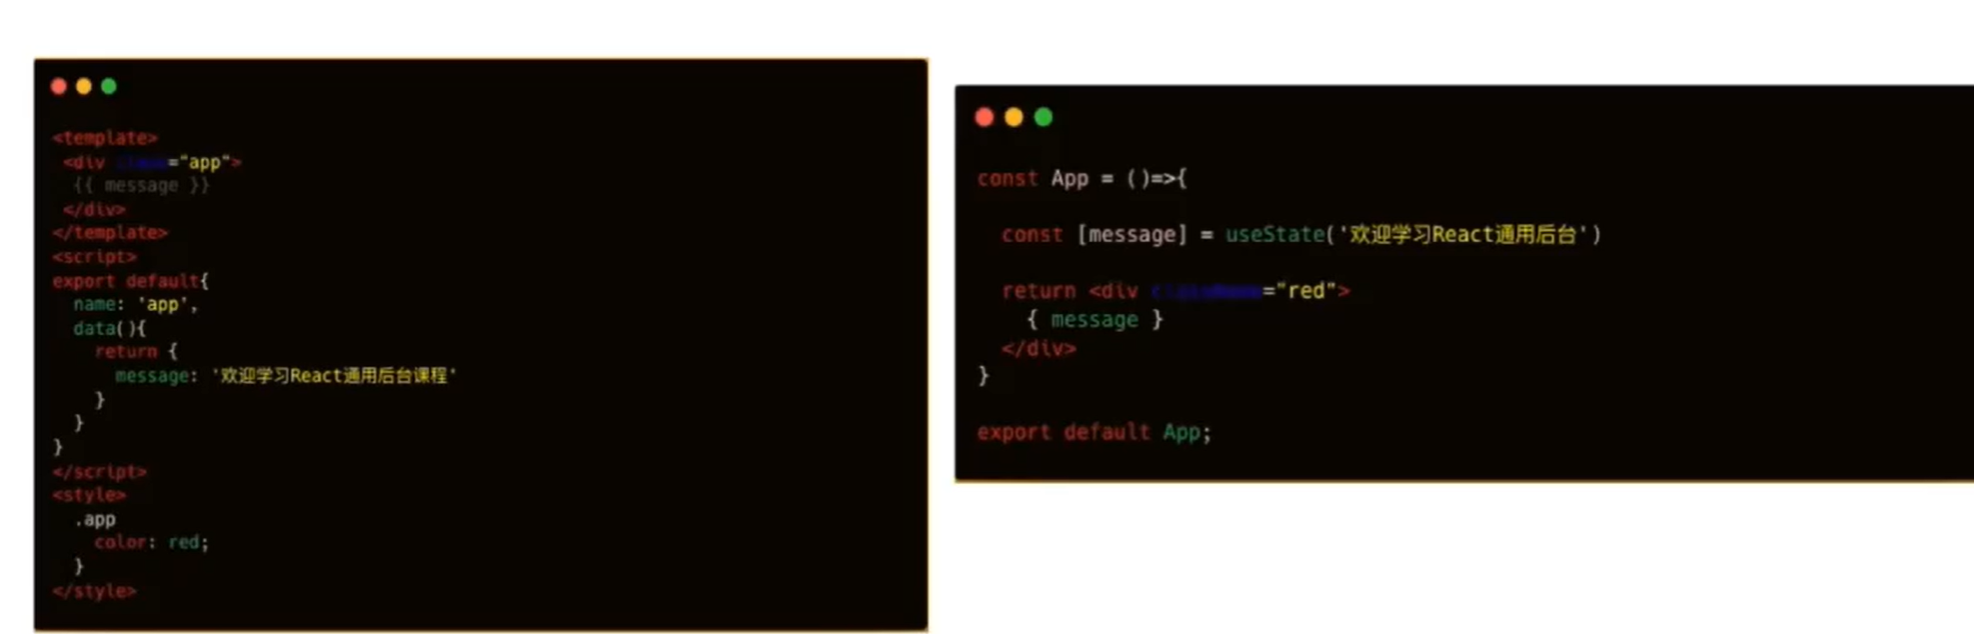 <template>
<div class="app">
{{ message }}
</div>
</template>
<script>
export default{
name: 'app',
data(){
return {
message: '欢迎学习React通用后台课程'
}
}
}
</script>
<style>
.app
color: red;
}
</style>
const App = ()=>{
const [message] = useState('欢迎学习React通用后台')
return <div className="red">
{ message }
</div>
}
export default App;